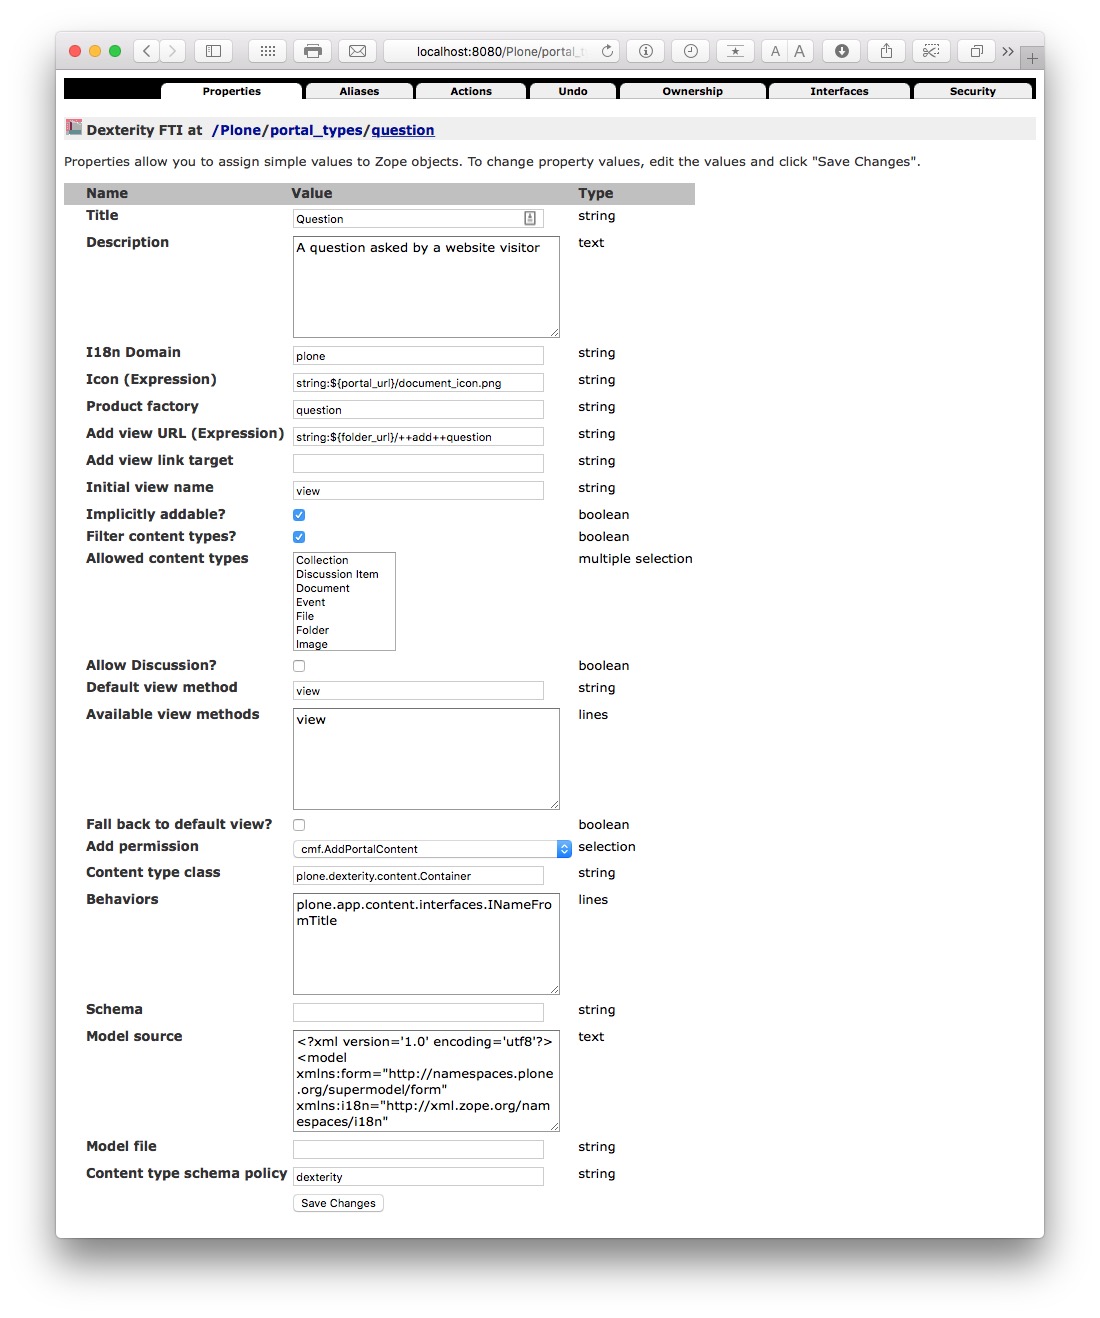 localhost:8080/Plone/portal_t
A A
Properties Aliases Actions Undo Ownership Interfaces Security
Dexterity FTI at /Plone/portal_types/question
Properties allow you to assign simple values to Zope objects. To change property values, edit the values and click "Save Changes".
Name Value Type
Title Question string
Description A question asked by a website visitor text
I18n Domain plone string
Icon (Expression) string:${portal_url}/document_icon.png string
Product factory question string
Add view URL (Expression) string:${folder_url}/++add++question string
Add view link target string
Initial view name view string
Implicitly addable? boolean
Filter content types? boolean
Allowed content types Collection multiple selection
Discussion Item
Document
Event
File
Folder
Image
Allow Discussion? boolean
Default view method view string
Available view methods view lines
Fall back to default view? boolean
Add permission cmf.AddPortalContent selection
Content type class plone.dexterity.content.Container string
Behaviors plone.app.content.interfaces.INameFro lines
mTitle
Schema string
Model source <?xml version='1.0' encoding='utf8'?> text
<model
xmlns:form="http://namespaces.plone
.org/supermodel/form"
xmlns:i18n="http://xml.zope.org/nam
espaces/i18n"
Model file string
Content type schema policy dexterity string
Save Changes